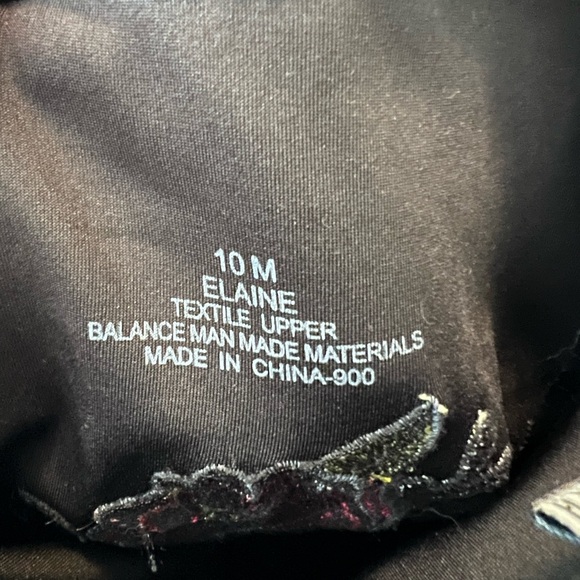 10 M
ELAINE
TEXTILE UPPER
BALANCE MAN MADE MATERIALS
MADE IN CHINA-900